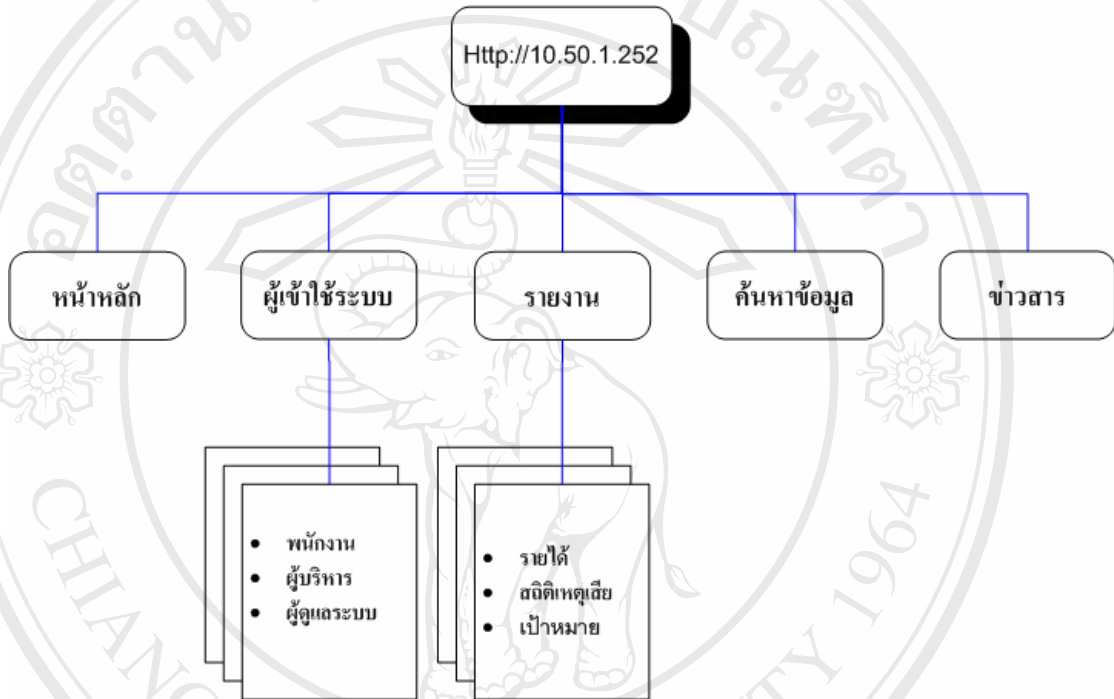 Http://10.50.1.252
หน้าหลัก
ผู้เข้าใช้ระบบ
รายงาน
ค้นหาข้อมูล
ข่าวสาร
• พนักงาน
• ผู้บริหาร
• ผู้ดูแลระบบ
• รายได้
• สถิติเหตุเสีย
• เป้าหมาย
1964